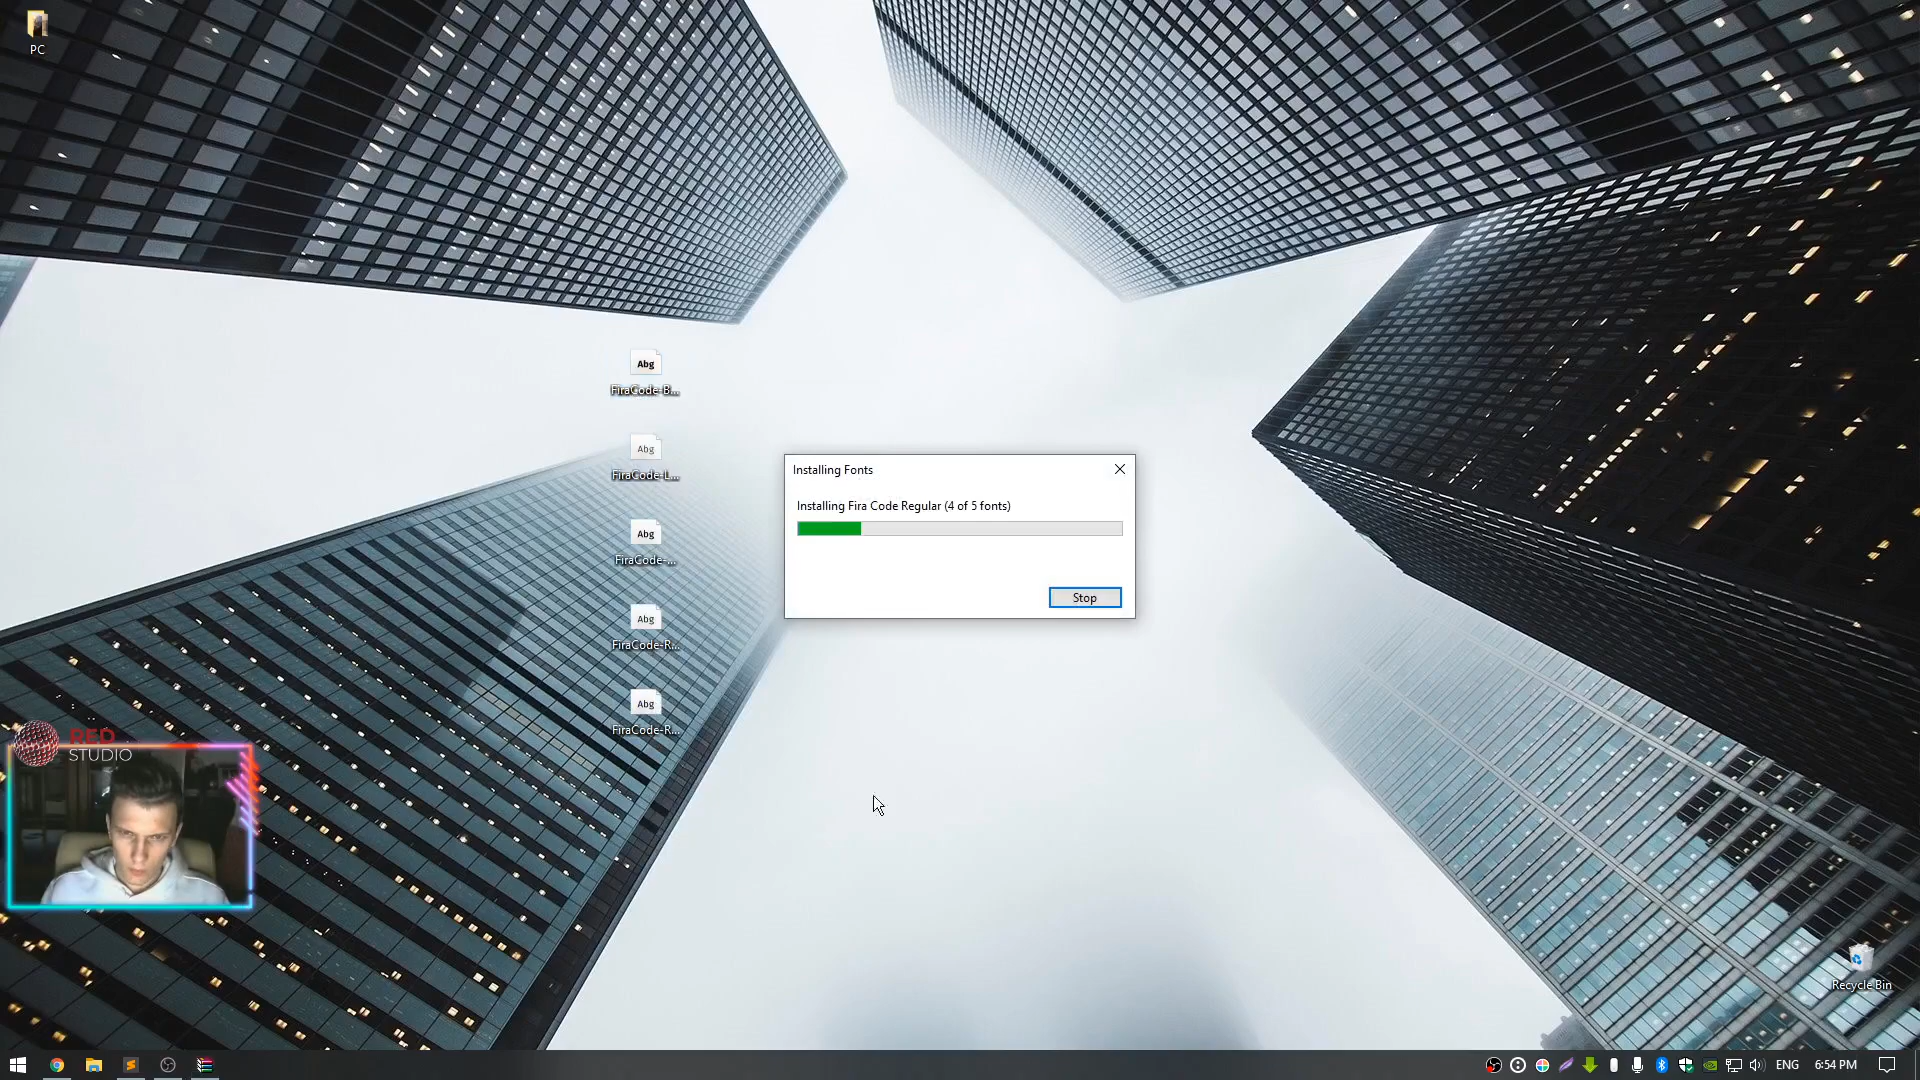 PC
Abg
FiraCode-B...
Abg
FiraCode-L...
Abg
FiraCode-...
Abg
FiraCode-R...
Abg
FiraCode-R...
Installing Fonts
Installing Fira Code Regular (4 of 5 fonts)
Stop
RED
STUDIO
Recycle Bin
ENG
6:54 PM